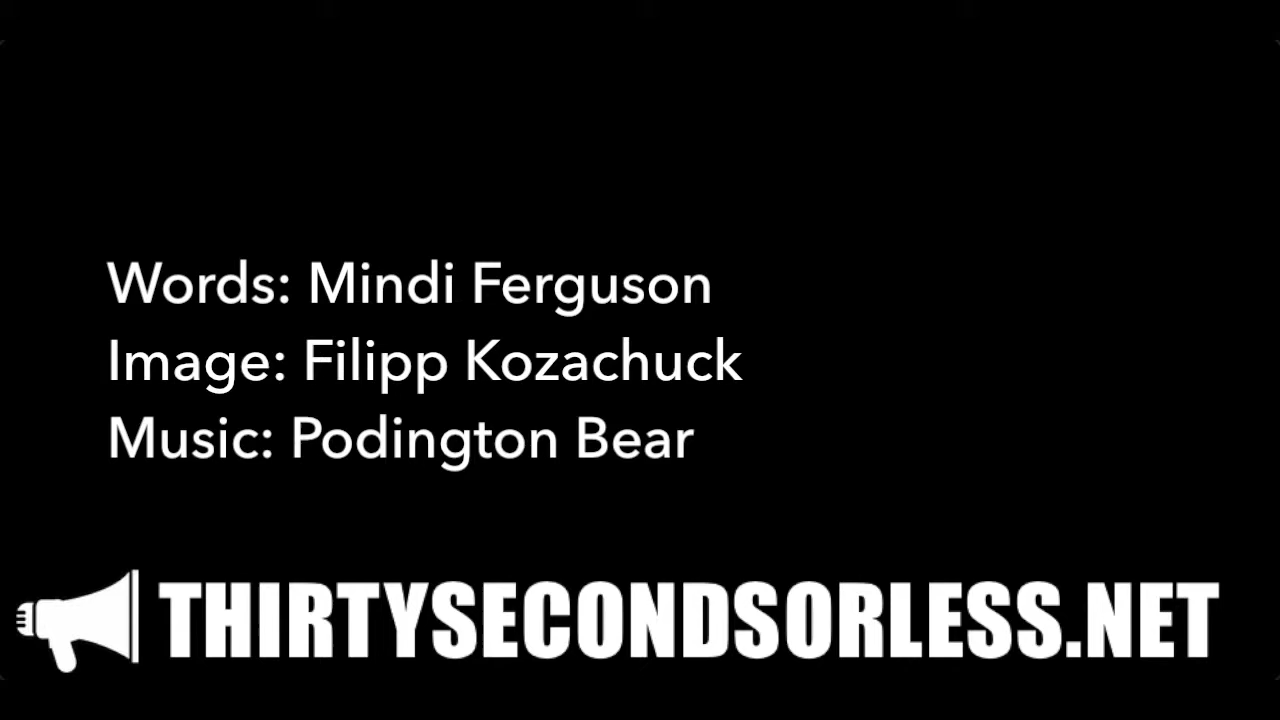 Words: Mindi Ferguson
Image: Filipp Kozachuck
Music: Podington Bear
THIRTYSECONDSORLESS.NET